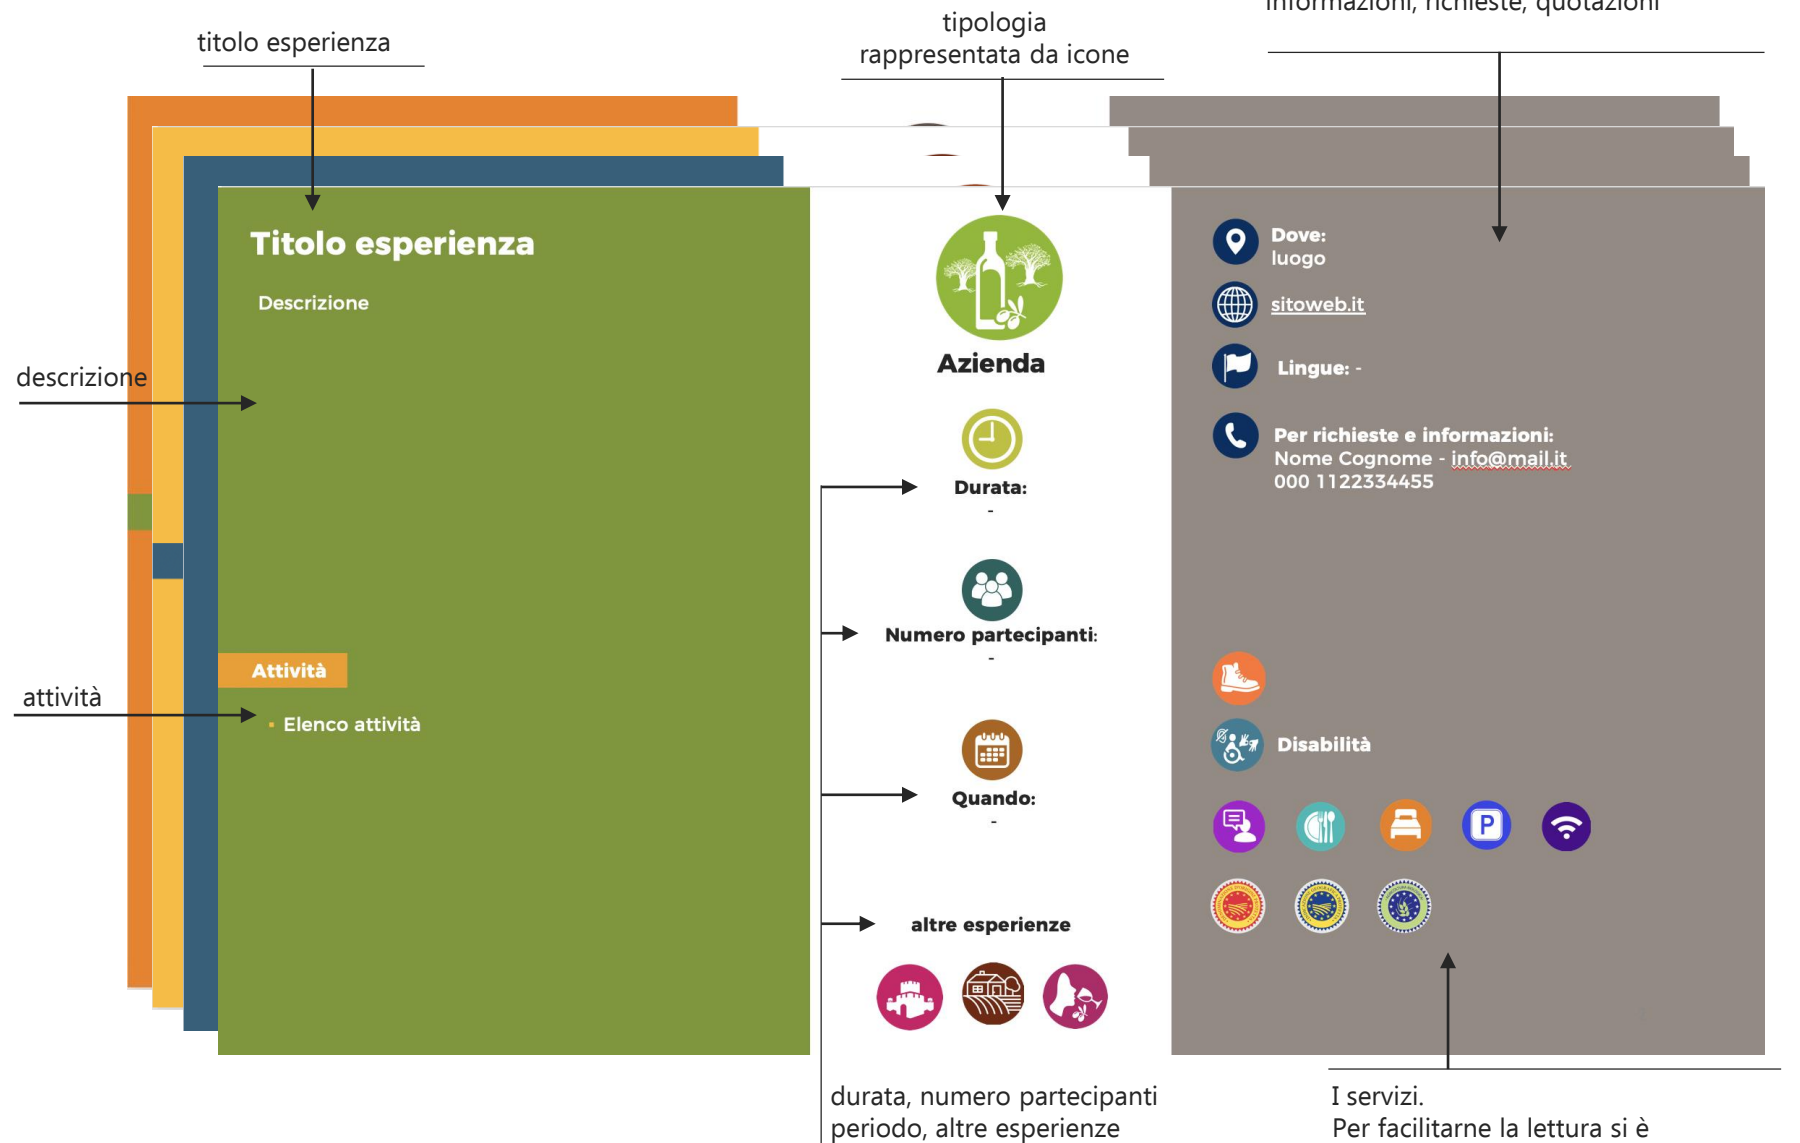 informazioni, richieste, quotazioni
tipologia
rappresentata da icone
titolo esperienza
Titolo esperienza
Descrizione
descrizione
Attività
attività
Elenco attività
Azienda
Durata:
-
Numero partecipanti:
-
Quando:
-
altre esperienze
Dove:
luogo
sitoweb.it
Lingue: -
Per richieste e informazioni:
Nome Cognome - info@mail.it
000 1122334455
Disabilità
P
durata, numero partecipanti
periodo, altre esperienze
I servizi.
Per facilitarne la lettura si è